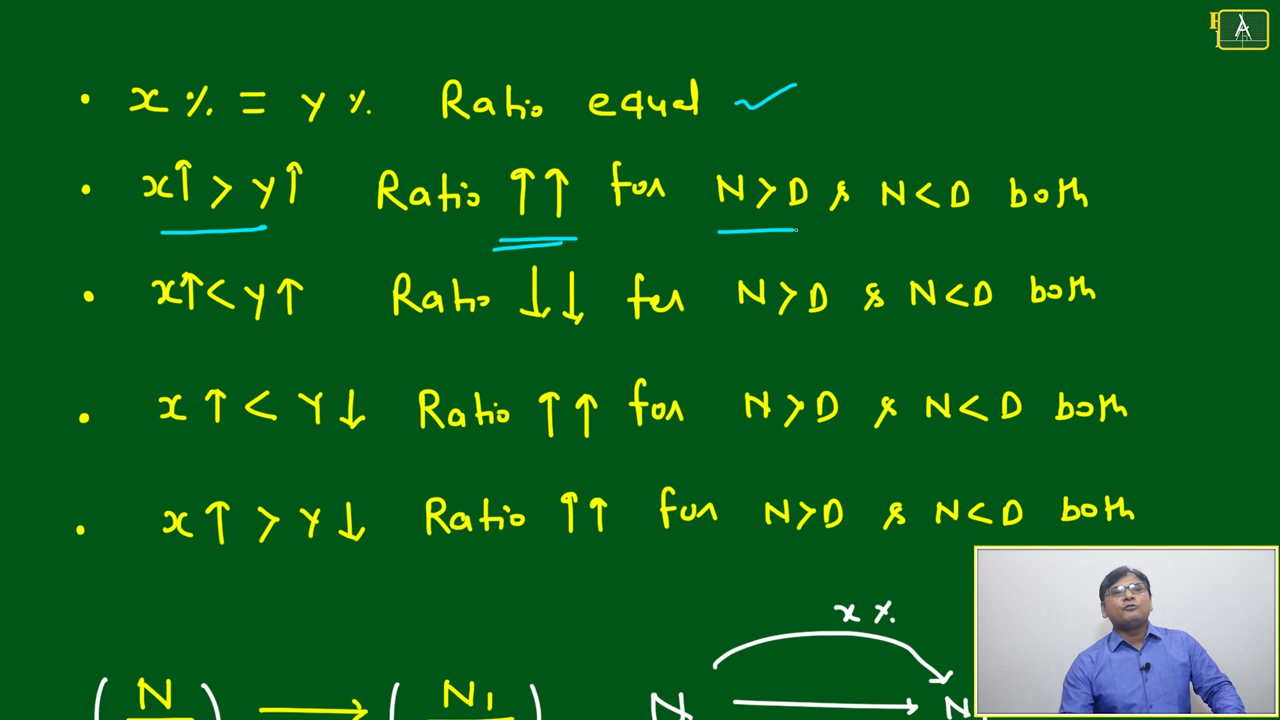 • x % = y % Ratio equal ✓
• x↑ > y↑ Ratio ↑↑ for N>D & N<D both
• x↑ < y↑ Ratio ↓↓ for N>D & N<D both
• x↑ < y↓ Ratio ↑↑ for N>D & N<D both
• x↑ > y↓ Ratio ↑↑ for N>D & N<D both
x %
(N) → (N1) N → N